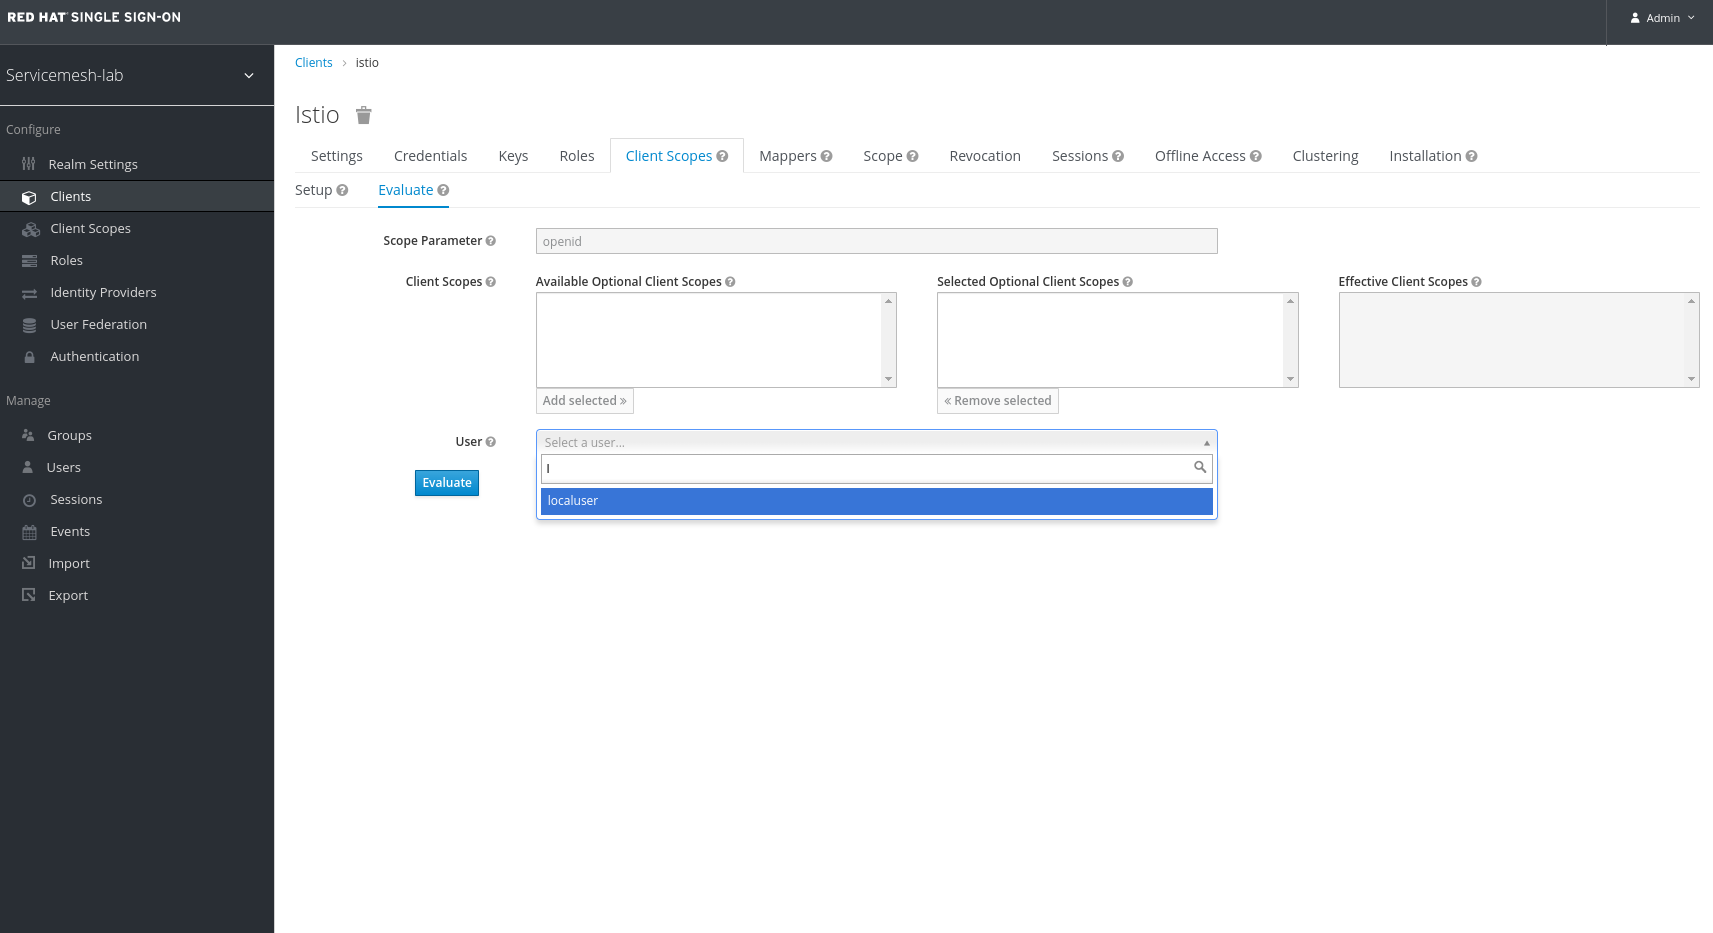 RED HAT SINGLE SIGN-ON
Admin
Servicemesh-lab
Configure
Realm Settings
Clients
Client Scopes
Roles
Identity Providers
User Federation
Authentication
Manage
Groups
Users
Sessions
Events
Import
Export
Clients > istio
Istio
Settings Credentials Keys Roles Client Scopes ? Mappers ? Scope ? Revocation Sessions ? Offline Access ? Clustering Installation ?
Setup ? Evaluate ?
Scope Parameter ? openid
Client Scopes ? Available Optional Client Scopes ? Selected Optional Client Scopes ? Effective Client Scopes ?
Add selected » « Remove selected
User ? Select a user...
l
Evaluate
localuser